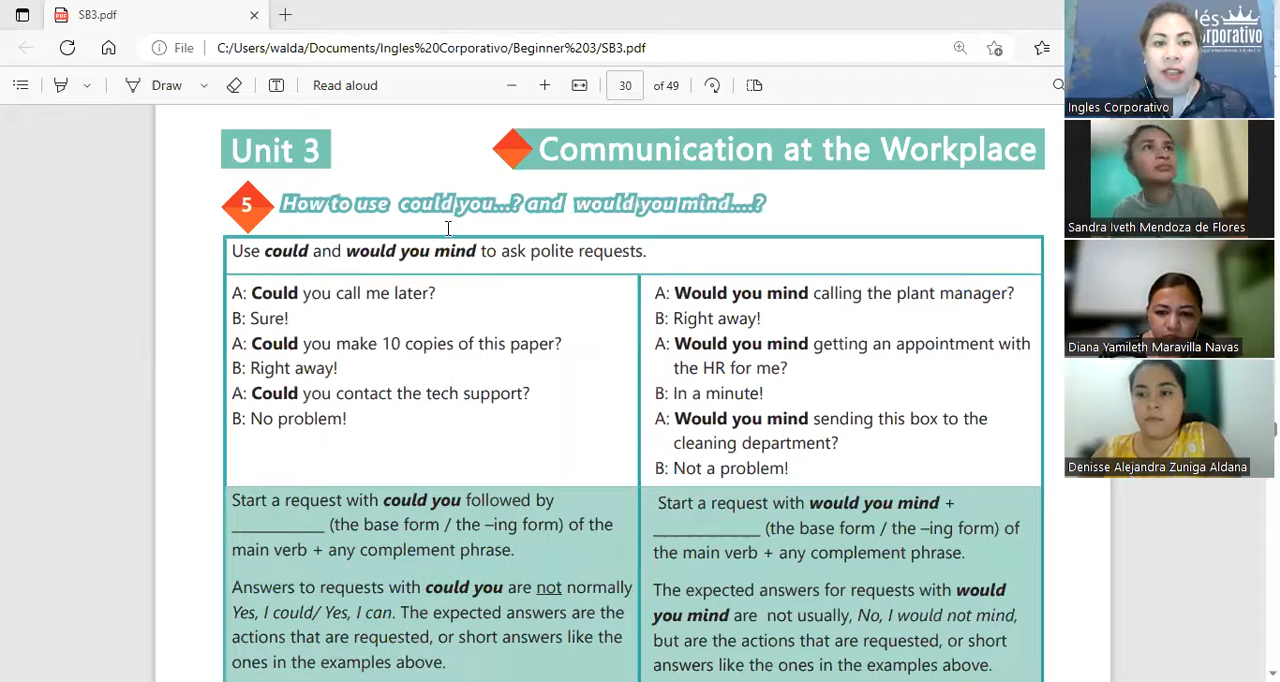 SB3.pdf
File C:/Users/walda/Documents/Ingles%20Corporativo/Beginner%203/SB3.pdf
Draw
Read aloud
30 of 49
Unit 3
Communication at the Workplace
5 How to use could you...? and would you mind....?
Use could and would you mind to ask polite requests.
A: Could you call me later?
B: Sure!
A: Could you make 10 copies of this paper?
B: Right away!
A: Could you contact the tech support?
B: No problem!
A: Would you mind calling the plant manager?
B: Right away!
A: Would you mind getting an appointment with
the HR for me?
B: In a minute!
A: Would you mind sending this box to the
cleaning department?
B: Not a problem!
Start a request with could you followed by
___________ (the base form / the –ing form) of the
main verb + any complement phrase.
Answers to requests with could you are not normally
Yes, I could/ Yes, I can. The expected answers are the
actions that are requested, or short answers like the
ones in the examples above.
Start a request with would you mind +
_____________ (the base form / the –ing form) of
the main verb + any complement phrase.
The expected answers for requests with would
you mind are not usually, No, I would not mind,
but are the actions that are requested, or short
answers like the ones in the examples above.
Ingles Corporativo
Sandra Iveth Mendoza de Flores
Diana Yamileth Maravilla Navas
Denisse Alejandra Zuniga Aldana